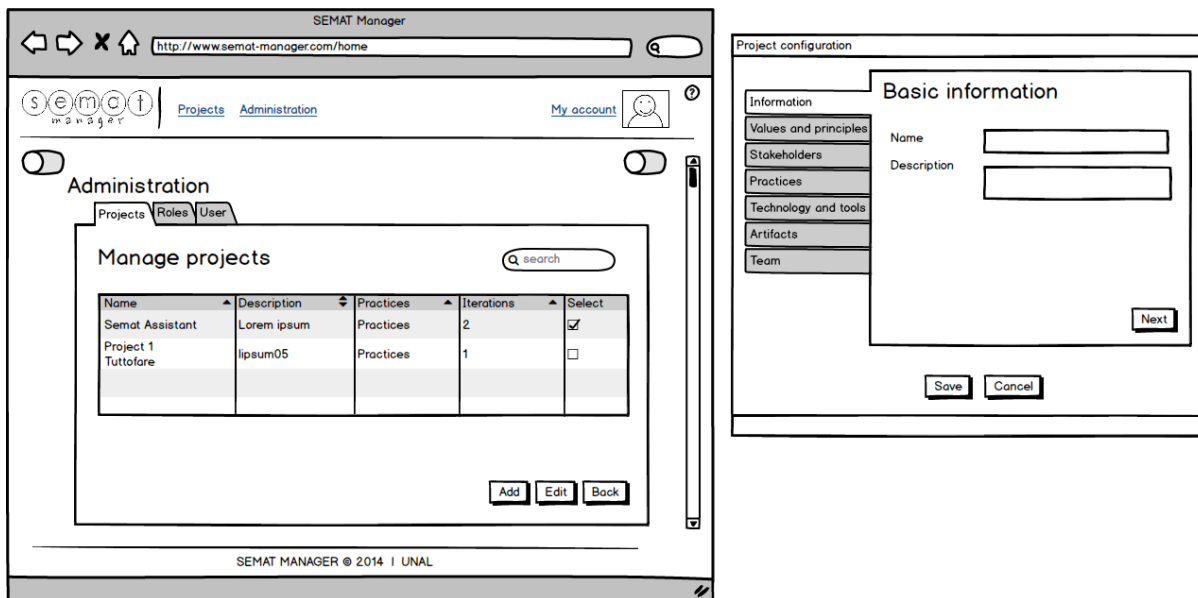 SEMAT Manager
http://www.semat-manager.com/home
semat
manager
Projects Administration My account ?
Administration
Projects Roles User
Manage projects
search
Name Description Practices Iterations Select
Semat Assistant Lorem ipsum Practices 2
Project 1
Tuttofare lipsum05 Practices 1
Add Edit Back
SEMAT MANAGER © 2014 | UNAL
Project configuration
Information
Values and principles
Stakeholders
Practices
Technology and tools
Artifacts
Team
Basic information
Name
Description
Next
Save Cancel